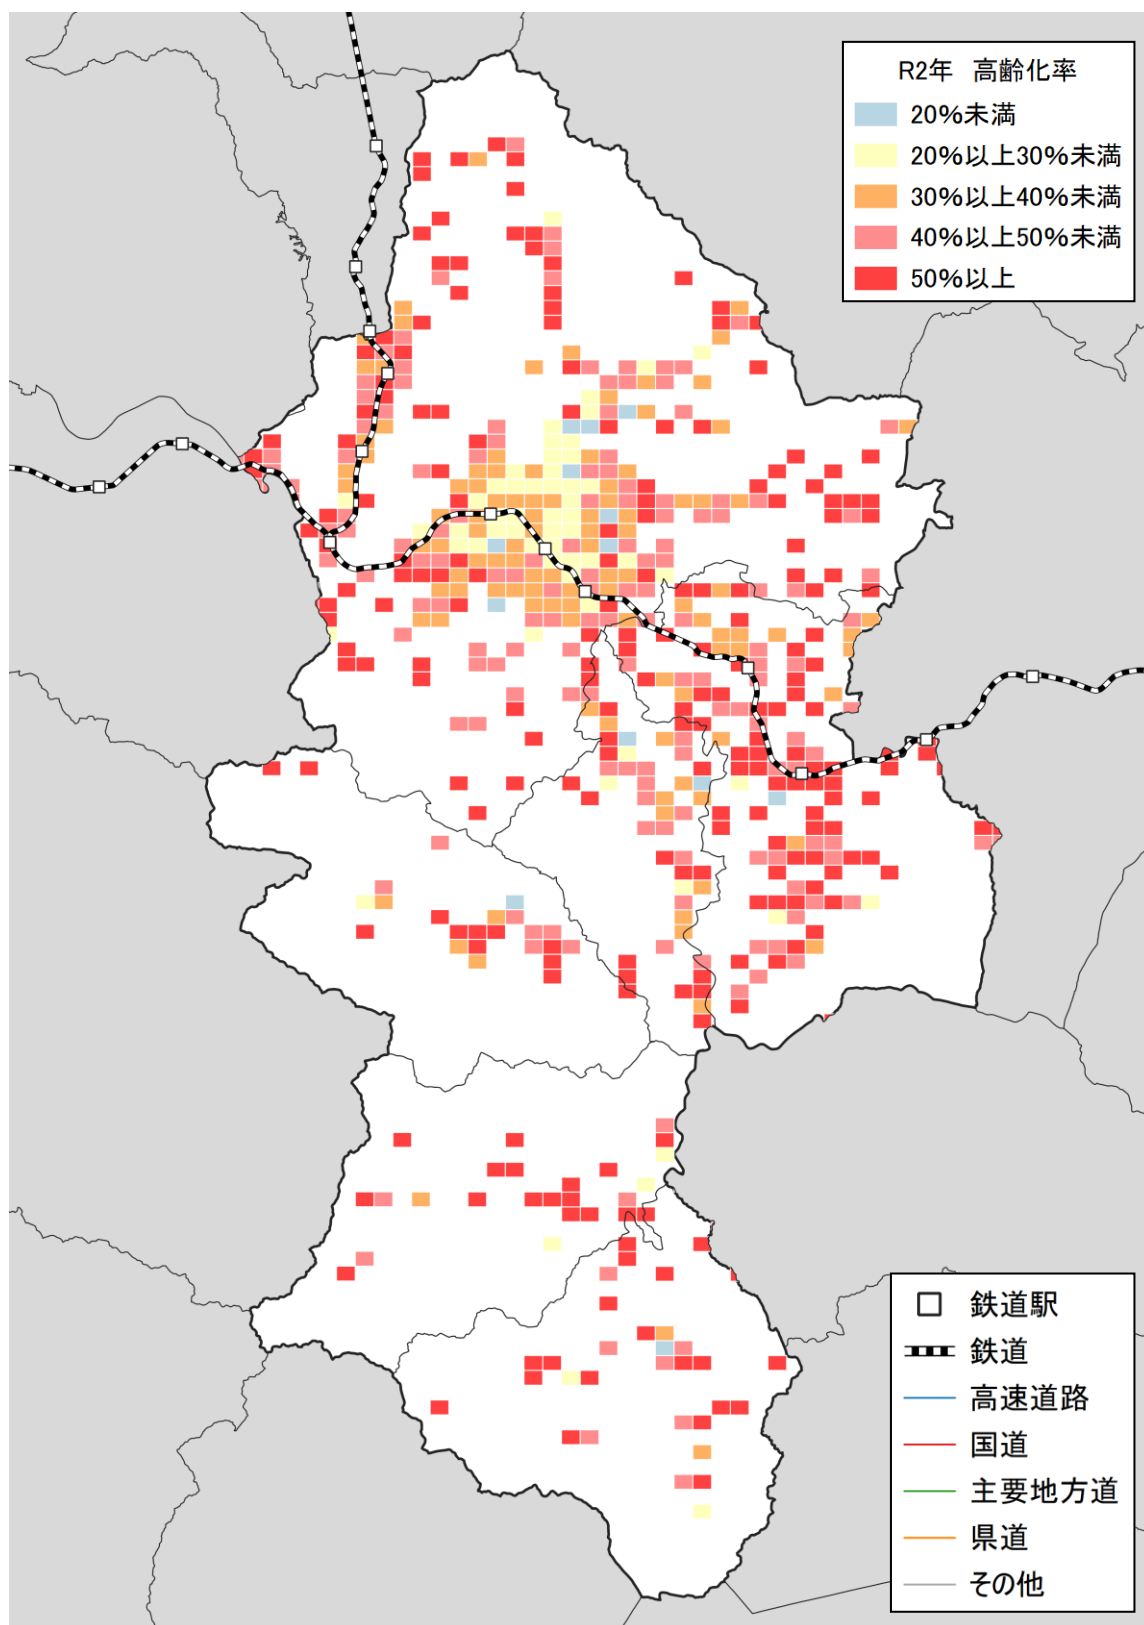 R2年 高齢化率
20%未満
20%以上30%未満
30%以上40%未満
40%以上50%未満
50%以上
鉄道駅
鉄道
高速道路
国道
主要地方道
県道
その他